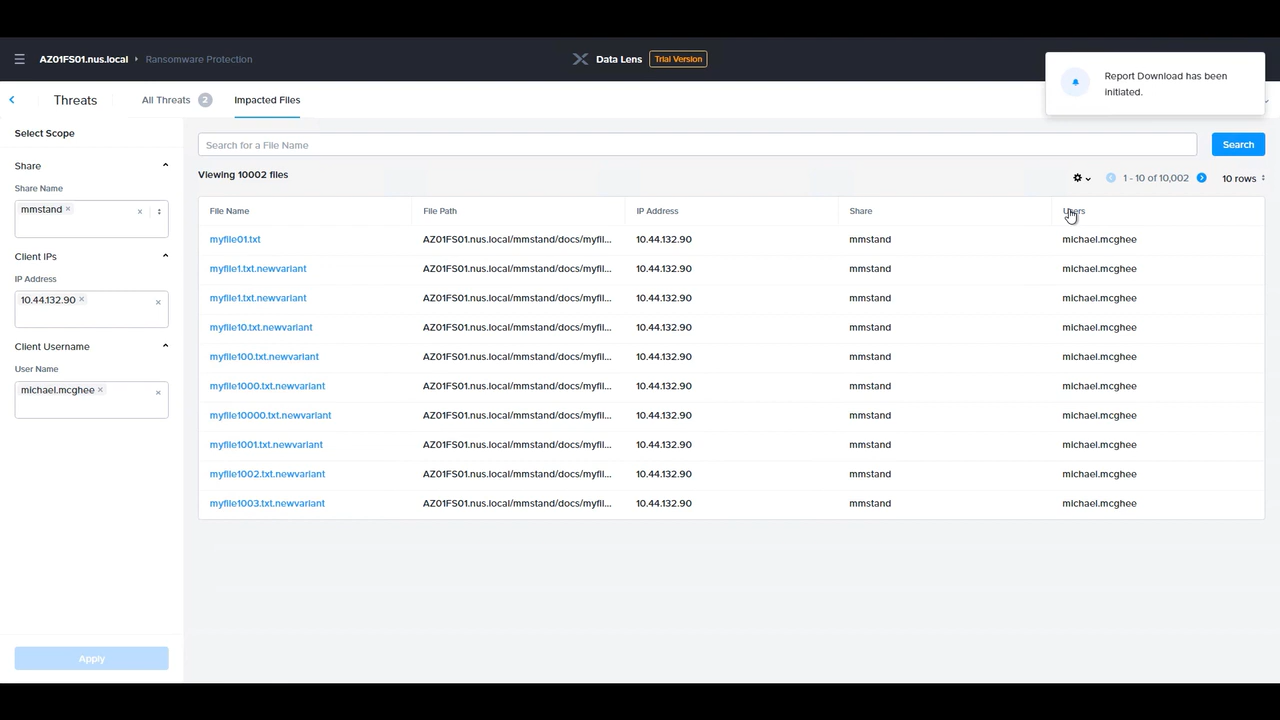 AZ01FS01.nus.local
Ransomware Protection
Data Lens
Trial Version
Report Download has been
initiated.
Threats
All Threats 2
Impacted Files
Select Scope
Share
Share Name
mmstand
Client IPs
IP Address
10.44.132.90
Client Username
User Name
michael.mcghee
Apply
Search for a File Name
Search
Viewing 10002 files
1 - 10 of 10,002
10 rows
File Name File Path IP Address Share Users
myfile01.txt AZ01FS01.nus.local/mmstand/docs/myfil... 10.44.132.90 mmstand michael.mcghee
myfile1.txt.newvariant AZ01FS01.nus.local/mmstand/docs/myfil... 10.44.132.90 mmstand michael.mcghee
myfile1.txt.newvariant AZ01FS01.nus.local/mmstand/docs/myfil... 10.44.132.90 mmstand michael.mcghee
myfile10.txt.newvariant AZ01FS01.nus.local/mmstand/docs/myfil... 10.44.132.90 mmstand michael.mcghee
myfile100.txt.newvariant AZ01FS01.nus.local/mmstand/docs/myfil... 10.44.132.90 mmstand michael.mcghee
myfile1000.txt.newvariant AZ01FS01.nus.local/mmstand/docs/myfil... 10.44.132.90 mmstand michael.mcghee
myfile10000.txt.newvariant AZ01FS01.nus.local/mmstand/docs/myfil... 10.44.132.90 mmstand michael.mcghee
myfile1001.txt.newvariant AZ01FS01.nus.local/mmstand/docs/myfil... 10.44.132.90 mmstand michael.mcghee
myfile1002.txt.newvariant AZ01FS01.nus.local/mmstand/docs/myfil... 10.44.132.90 mmstand michael.mcghee
myfile1003.txt.newvariant AZ01FS01.nus.local/mmstand/docs/myfil... 10.44.132.90 mmstand michael.mcghee